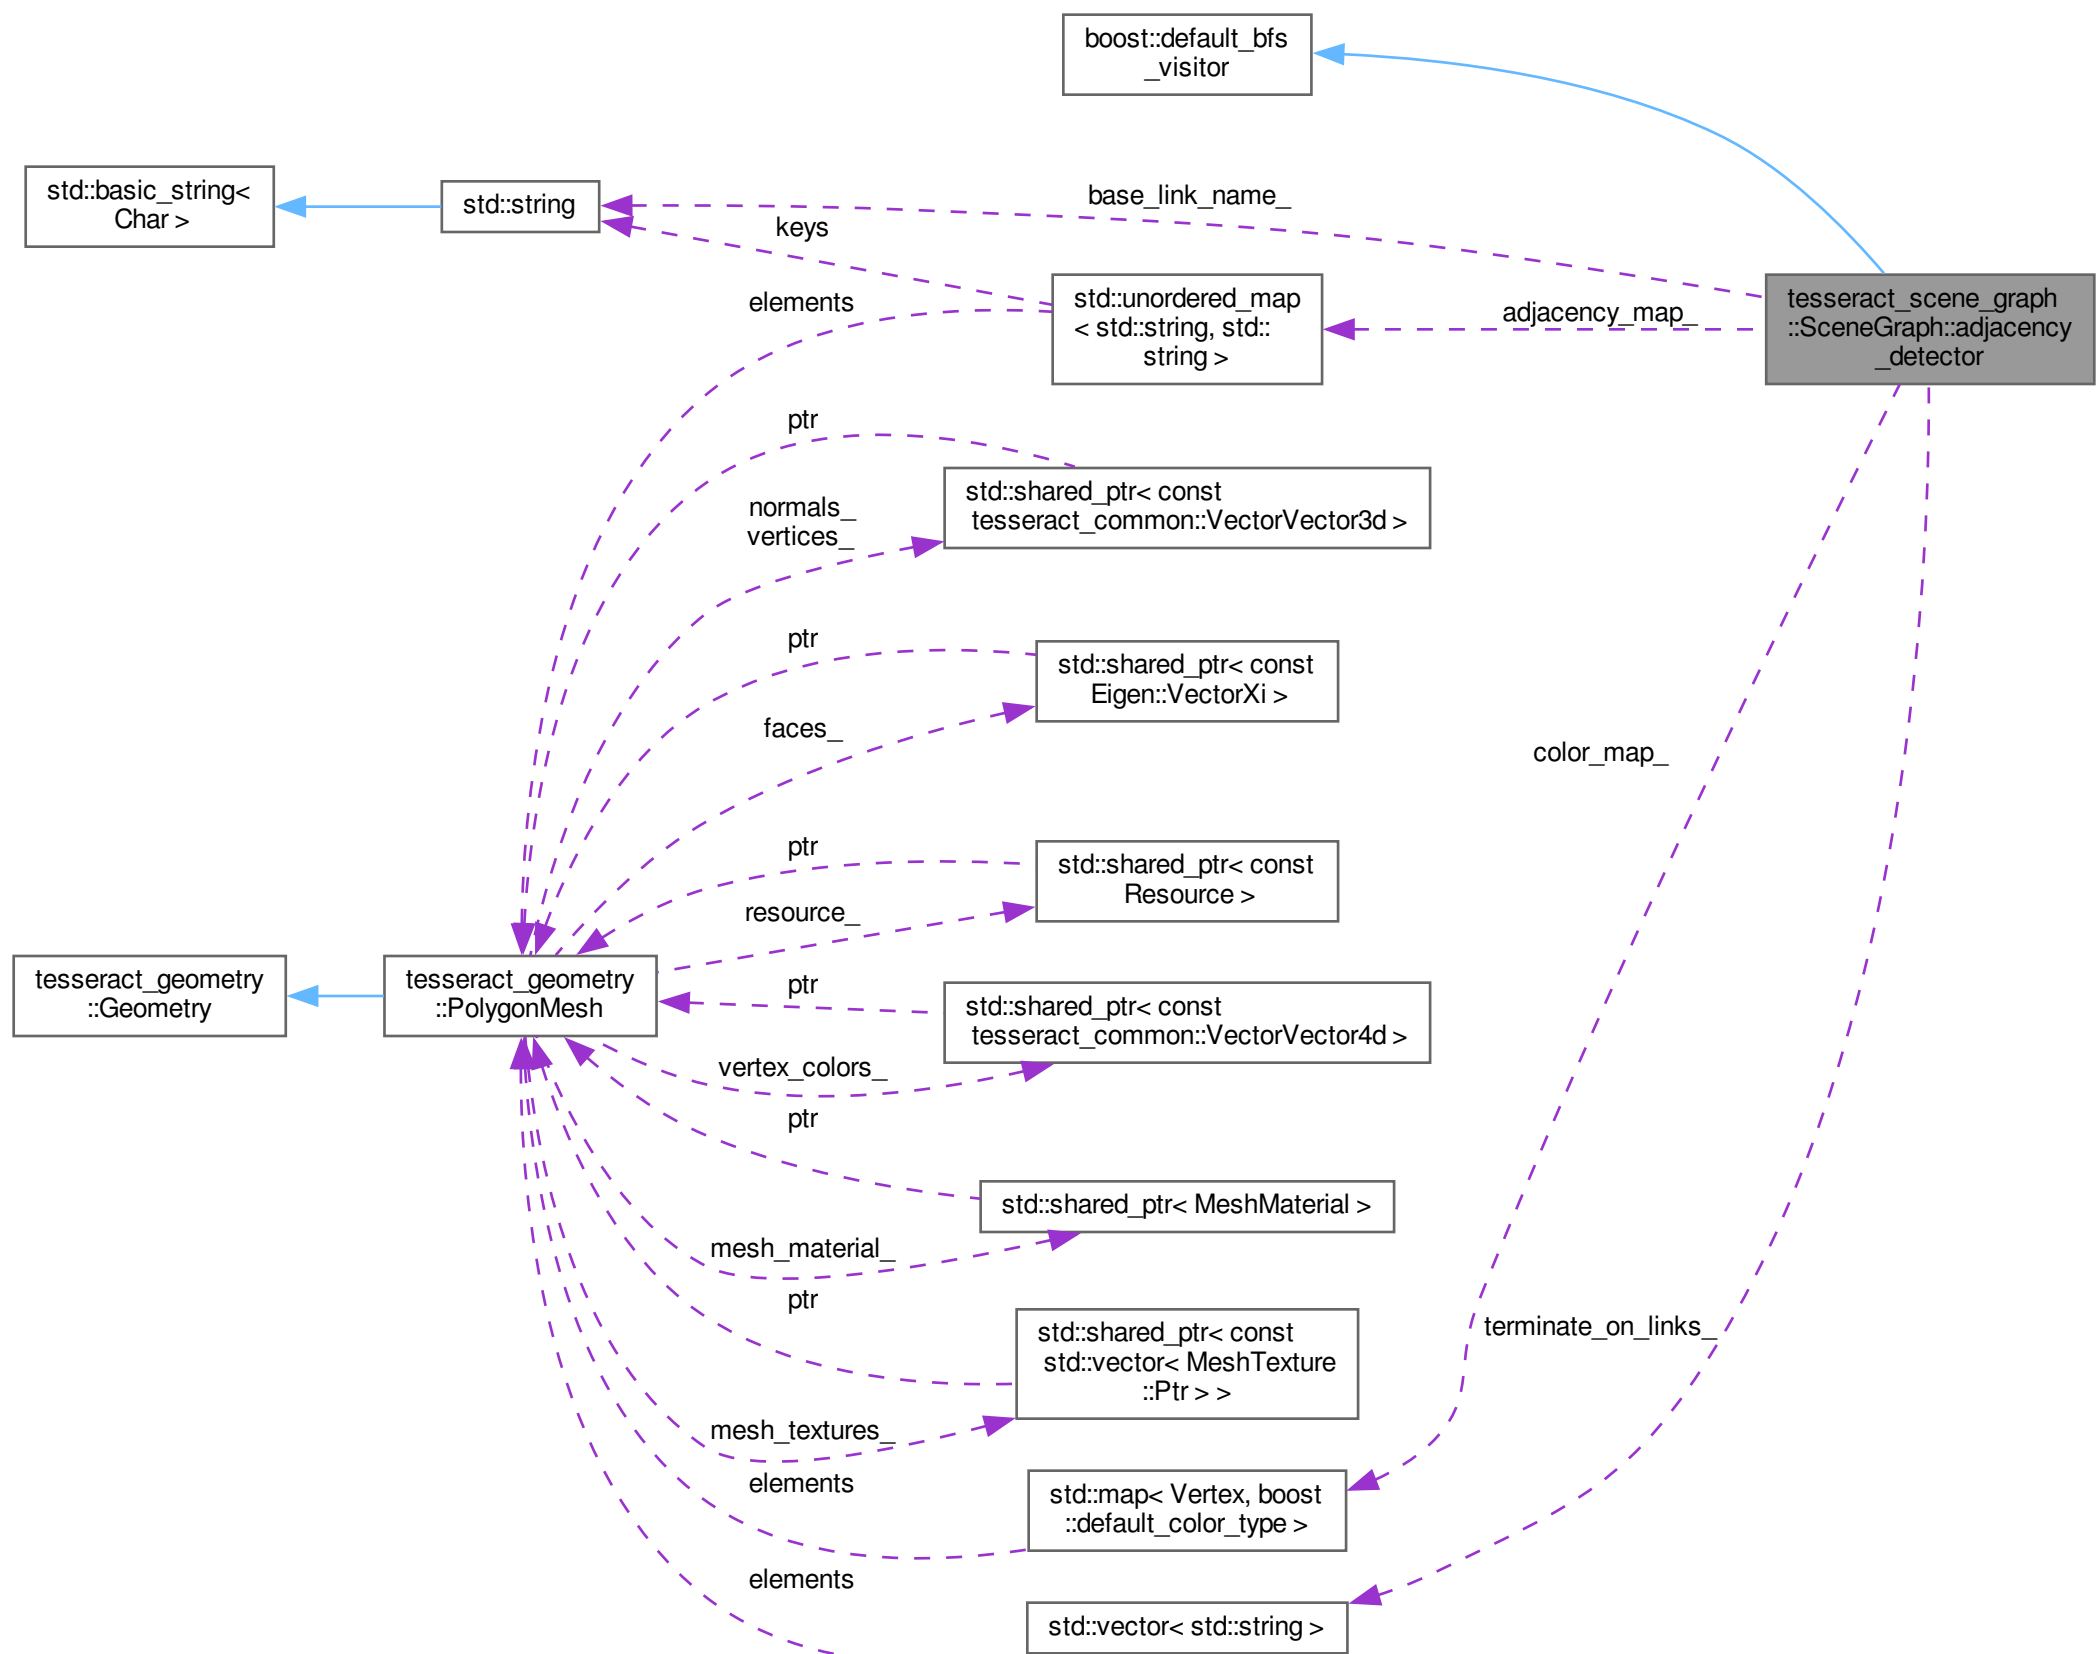 boost::default_bfs
_visitor
std::basic_string<
Char >
std::string
base_link_name_
keys
elements
std::unordered_map
< std::string, std::
string >
adjacency_map_
tesseract_scene_graph
::SceneGraph::adjacency
_detector
ptr
std::shared_ptr< const
tesseract_common::VectorVector3d >
normals_
vertices_
ptr
std::shared_ptr< const
Eigen::VectorXi >
faces_
color_map_
ptr
std::shared_ptr< const
Resource >
resource_
tesseract_geometry
::Geometry
tesseract_geometry
::PolygonMesh
ptr
std::shared_ptr< const
tesseract_common::VectorVector4d >
vertex_colors_
ptr
std::shared_ptr< MeshMaterial >
mesh_material_
ptr
std::shared_ptr< const
std::vector< MeshTexture
::Ptr > >
terminate_on_links_
mesh_textures_
elements
std::map< Vertex, boost
::default_color_type >
elements
std::vector< std::string >